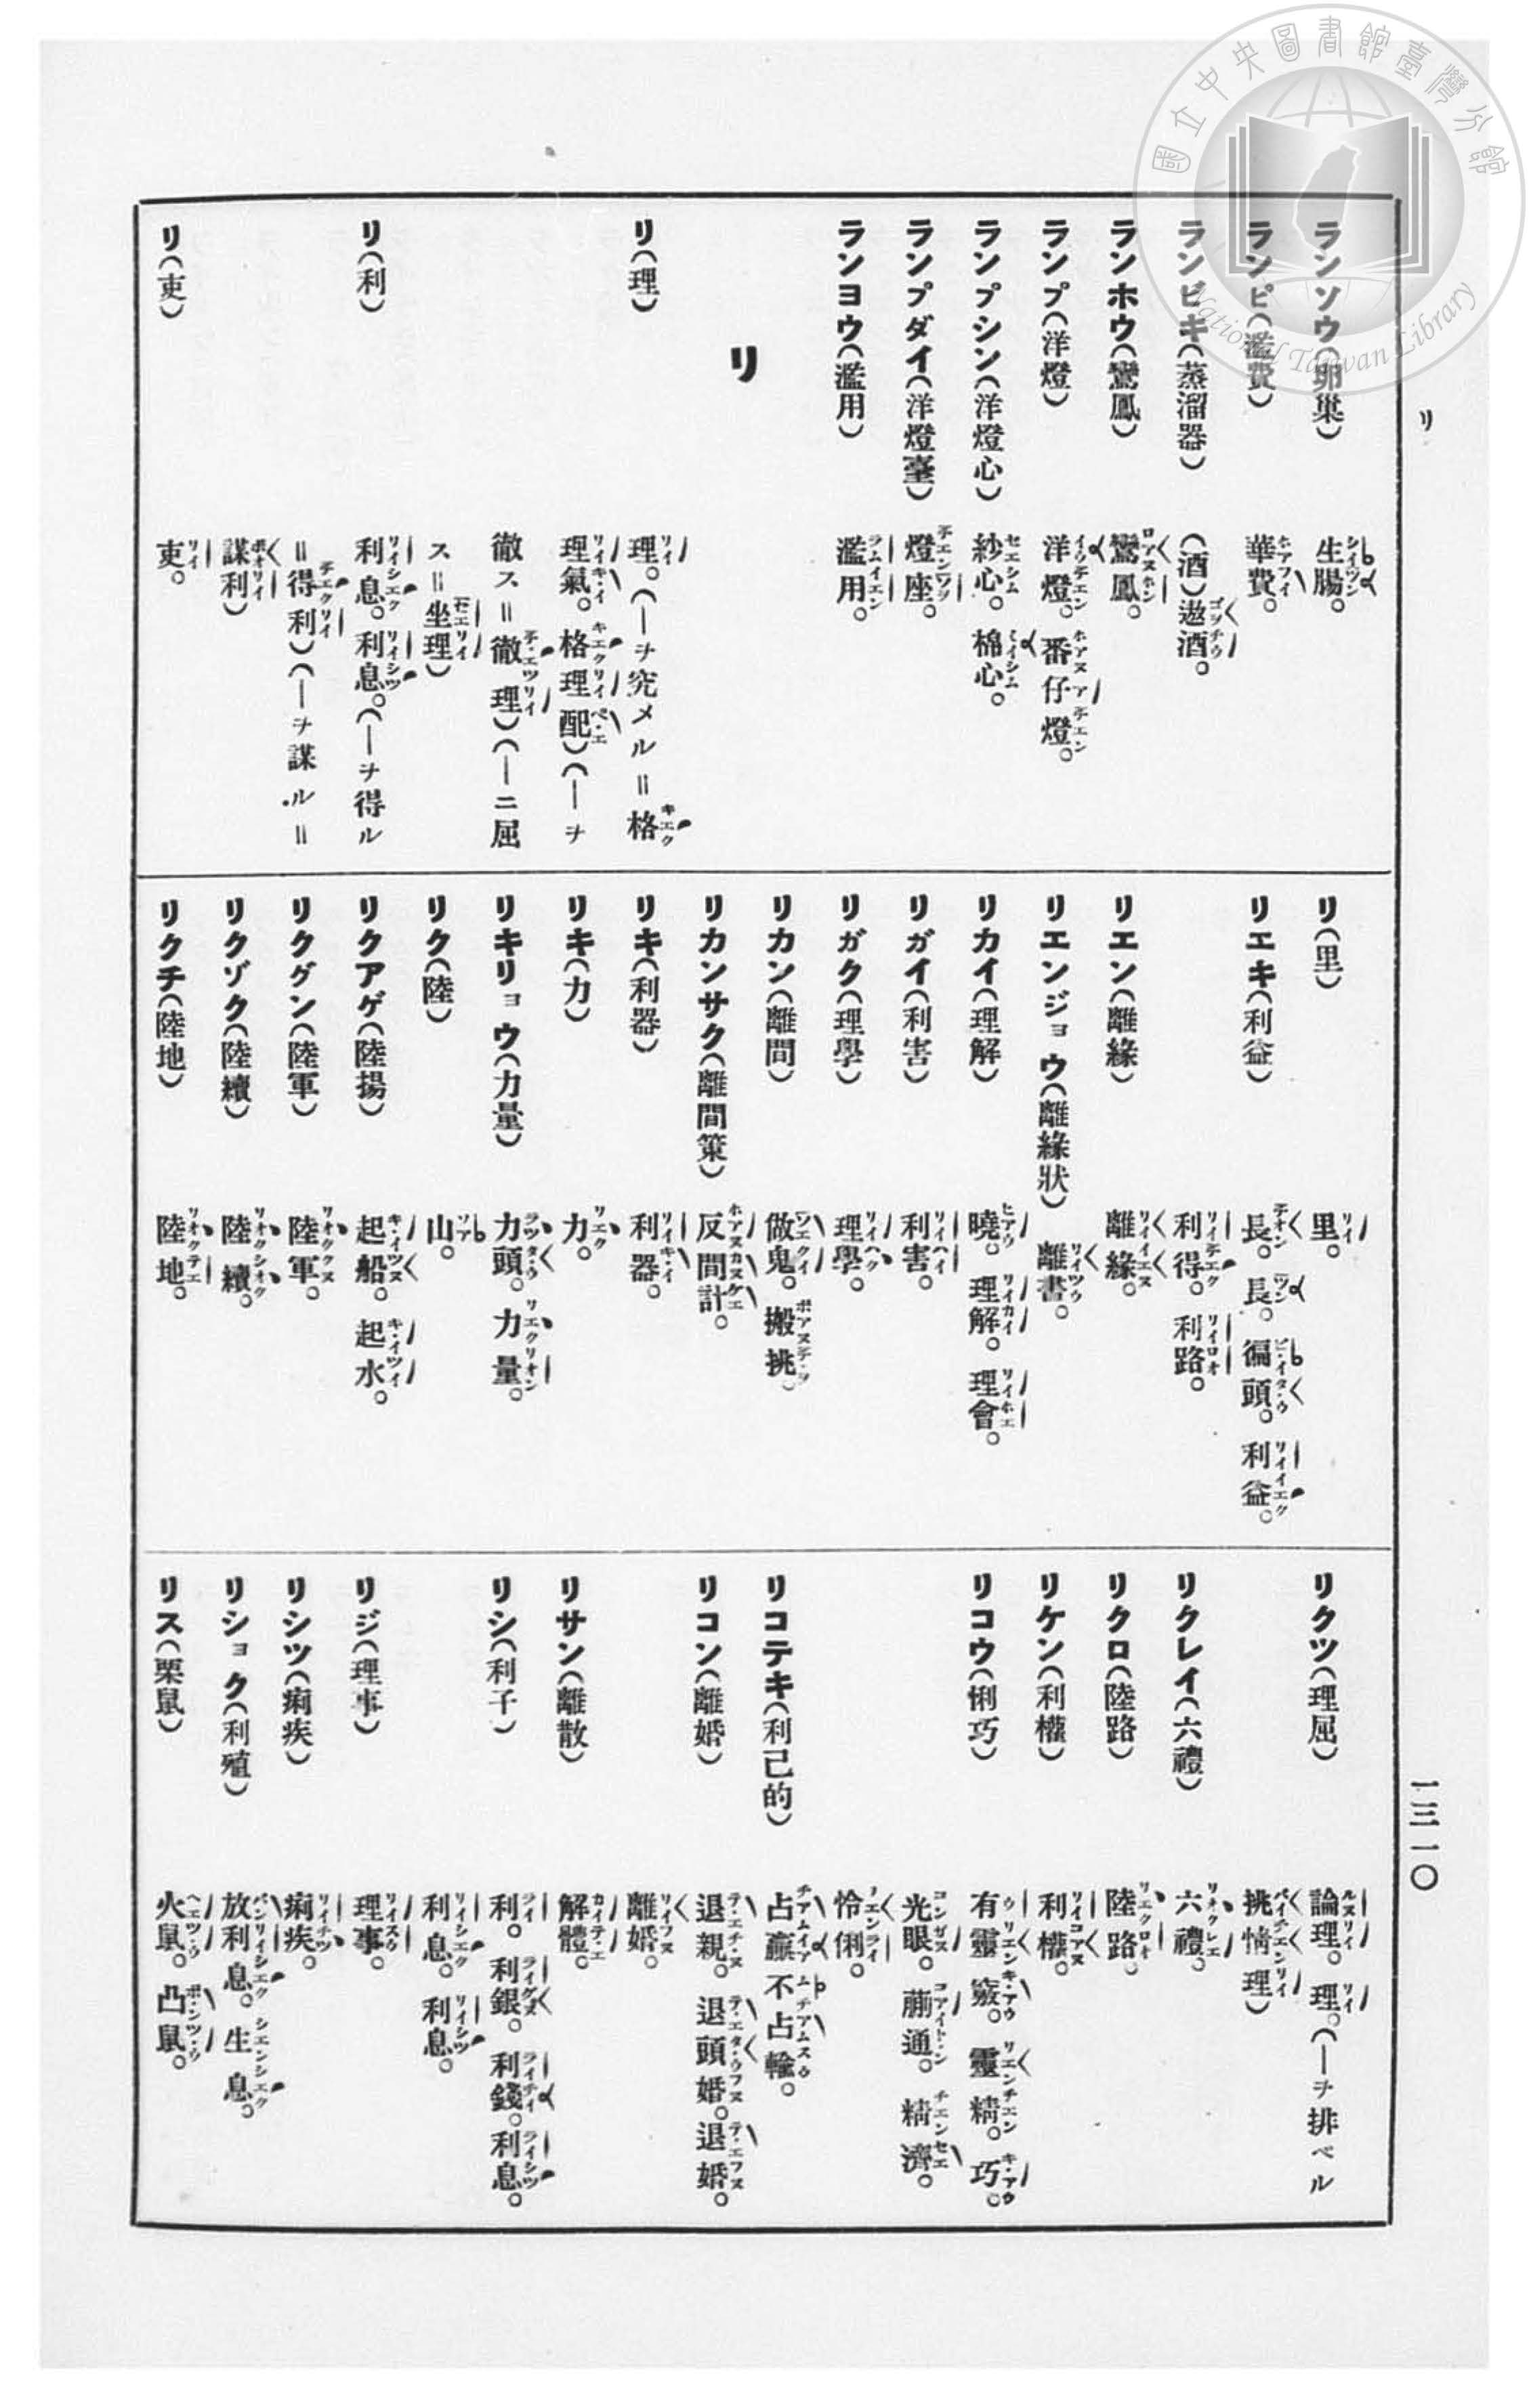 リ
一三一〇
ランソウ(卵巢) 生腸。
ランピ(濫費) 華費。
ランビキ(蒸溜器) (酒)遨酒。
ランホウ(鸞鳳) 鸞鳳。
ランプ(洋燈) 洋燈。番仔燈。
ランプシン(洋燈心) 紗心。棉心。
ランプダイ(洋燈臺) 燈座。
ランヨウ(濫用) 濫用。
リ
リ(理) 理。(―ヲ究メル=格
理氣。格理配)(―ヲ
徹ス=徹理)(―ニ屈
ス=坐理)
リ(利) 利息。利息。(―ヲ得ル
=得利)(―ヲ謀ル=
謀利)
リ(吏) 吏。
リ(里) 里。
リエキ(利益) 長。長。徧頭。利益。
利得。利路。
リエン(離緣) 離緣。
リエンジョウ(離緣狀) 離書。
リカイ(理解) 曉。理解。理會。
リガイ(利害) 利害。
リガク(理學) 理學。
リカン(離間) 做鬼。搬挑。
リカンサク(離間策) 反間計。
リキ(利器) 利器。
リキ(力) 力。
リキリョウ(力量) 力頭。力量。
リク(陸) 山。
リクアゲ(陸揚) 起船。起水。
リクグン(陸軍) 陸軍。
リクゾク(陸續) 陸續。
リクチ(陸地) 陸地。
リクツ(理屈) 論理。理。(―ヲ排ベル
挑情理)
リクレイ(六禮) 六禮。
リクロ(陸路) 陸路。
リケン(利權) 利權。
リコウ(悧巧) 有靈竅。靈精。巧。
光眼。蒯通。精濟。
怜俐。
リコテキ(利己的) 占贏不占輸。
リコン(離婚) 退親。退頭婚。退婚。
離婚。
リサン(離散) 解體。
リシ(利子) 利。利銀。利錢。利息。
利息。利息。
リジ(理事) 理事。
リシツ(痢疾) 痢疾。
リショク(利殖) 放利息。生息。
リス(栗鼠) 火鼠。凸鼠。